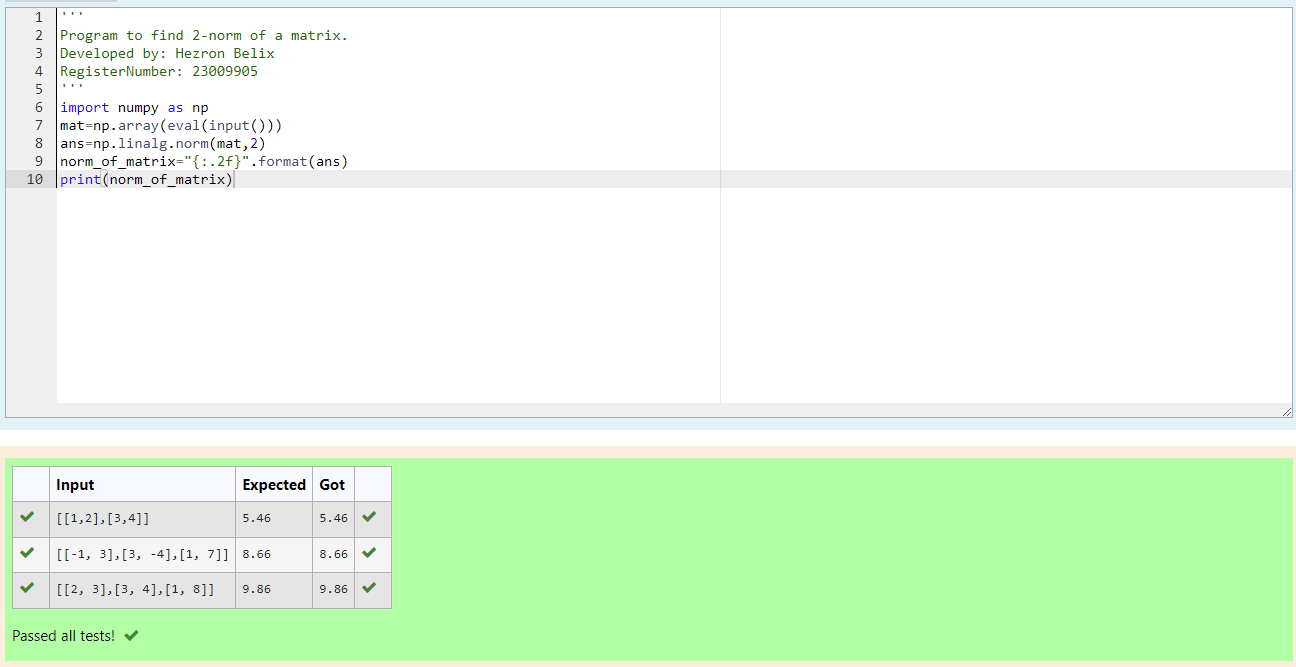 1 '''
2 Program to find 2-norm of a matrix.
3 Developed by: Hezron Belix
4 RegisterNumber: 23009905
5 '''
6 import numpy as np
7 mat=np.array(eval(input()))
8 ans=np.linalg.norm(mat,2)
9 norm_of_matrix="{:.2f}".format(ans)
10 print(norm_of_matrix)
Input Expected Got
[[1,2],[3,4]] 5.46 5.46
[[-1, 3],[3, -4],[1, 7]] 8.66 8.66
[[2, 3],[3, 4],[1, 8]] 9.86 9.86
Passed all tests!